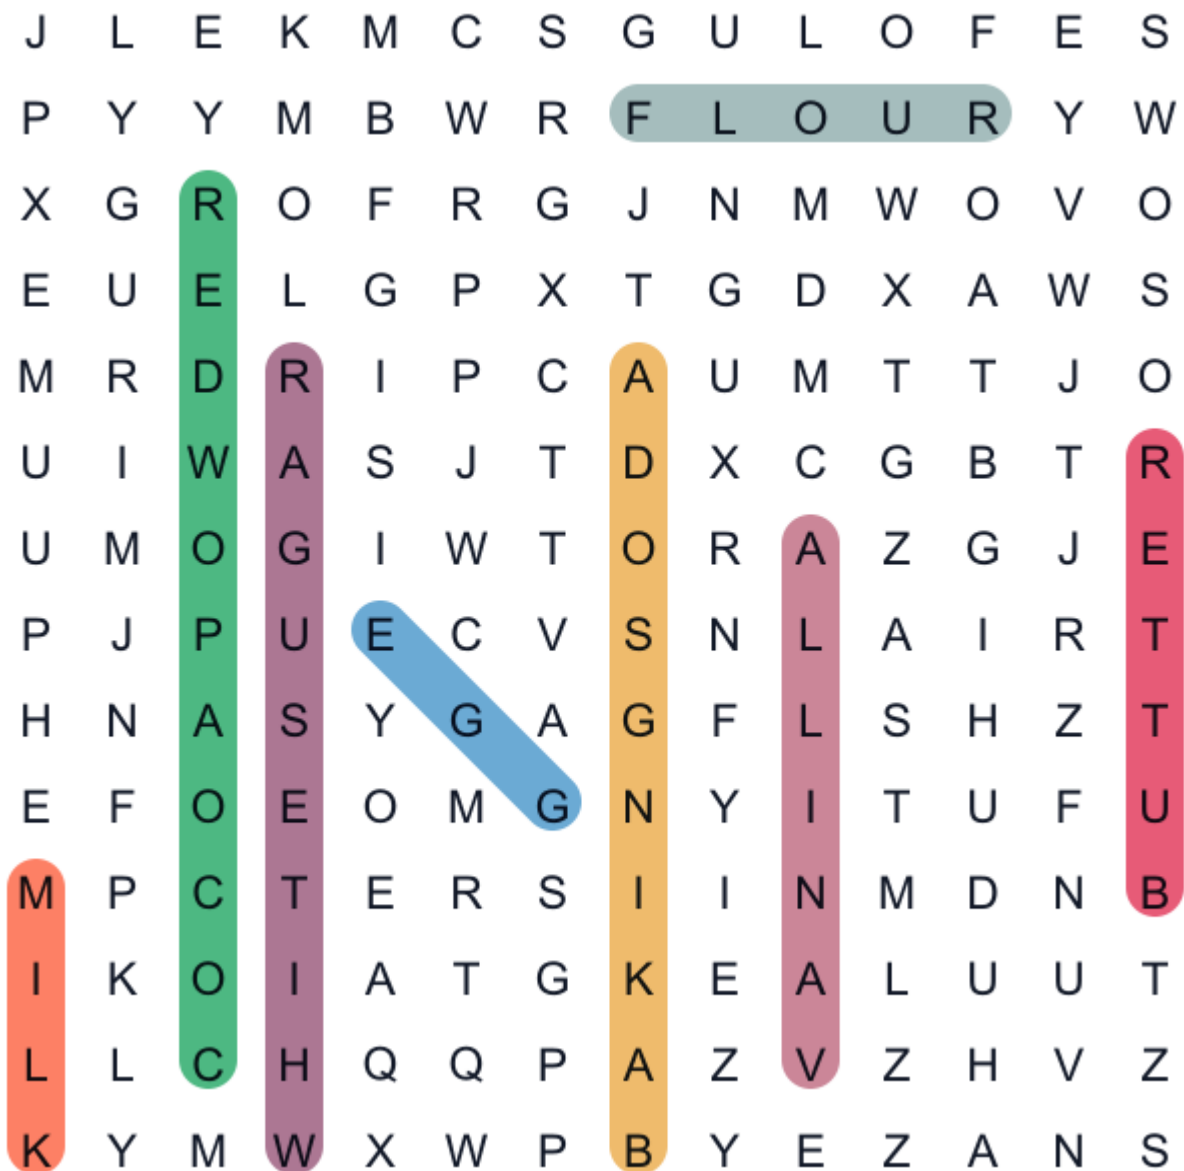 J L E K M C S G U L O F E S
P Y Y M B W R F L O U R Y W
X G R O F R G J N M W O V O
E U E L G P X T G D X A W S
M R D R I P C A U M T T J O
U I W A S J T D X C G B T R
U M O G I W T O R A Z G J E
P J P U E C V S N L A I R T
H N A S Y G A G F L S H Z T
E F O E O M G N Y I T U F U
M P C T E R S I I N M D N B
I K O I A T G K E A L U U T
L L C H Q Q P A Z V Z H V Z
K Y M W X W P B Y E Z A N S